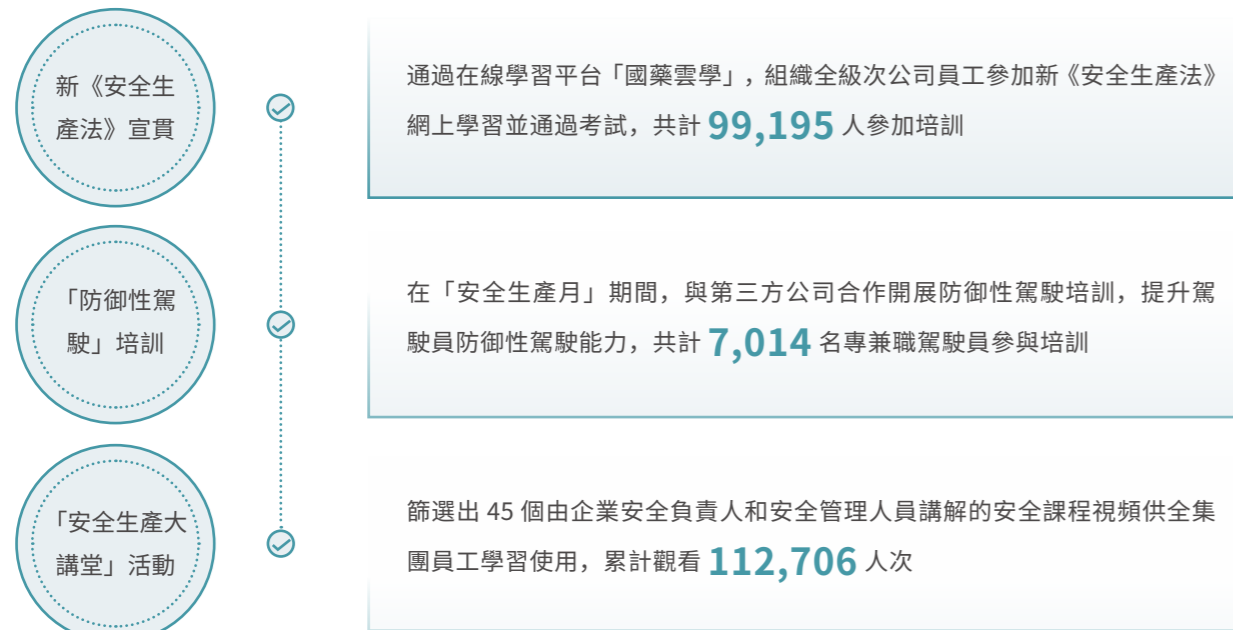 新《安全生
產法》宣貫
通過在線學習平台「國藥雲學」，組織全級次公司員工參加新《安全生產法》
網上學習並通過考試，共計 99,195 人參加培訓
「防御性駕
駛」培訓
在「安全生產月」期間，與第三方公司合作開展防御性駕駛培訓，提升駕
駛員防御性駕駛能力，共計 7,014 名專兼職駕駛員參與培訓
「安全生產大
講堂」活動
篩選出 45 個由企業安全負責人和安全管理人員講解的安全課程視頻供全集
團員工學習使用，累計觀看 112,706 人次